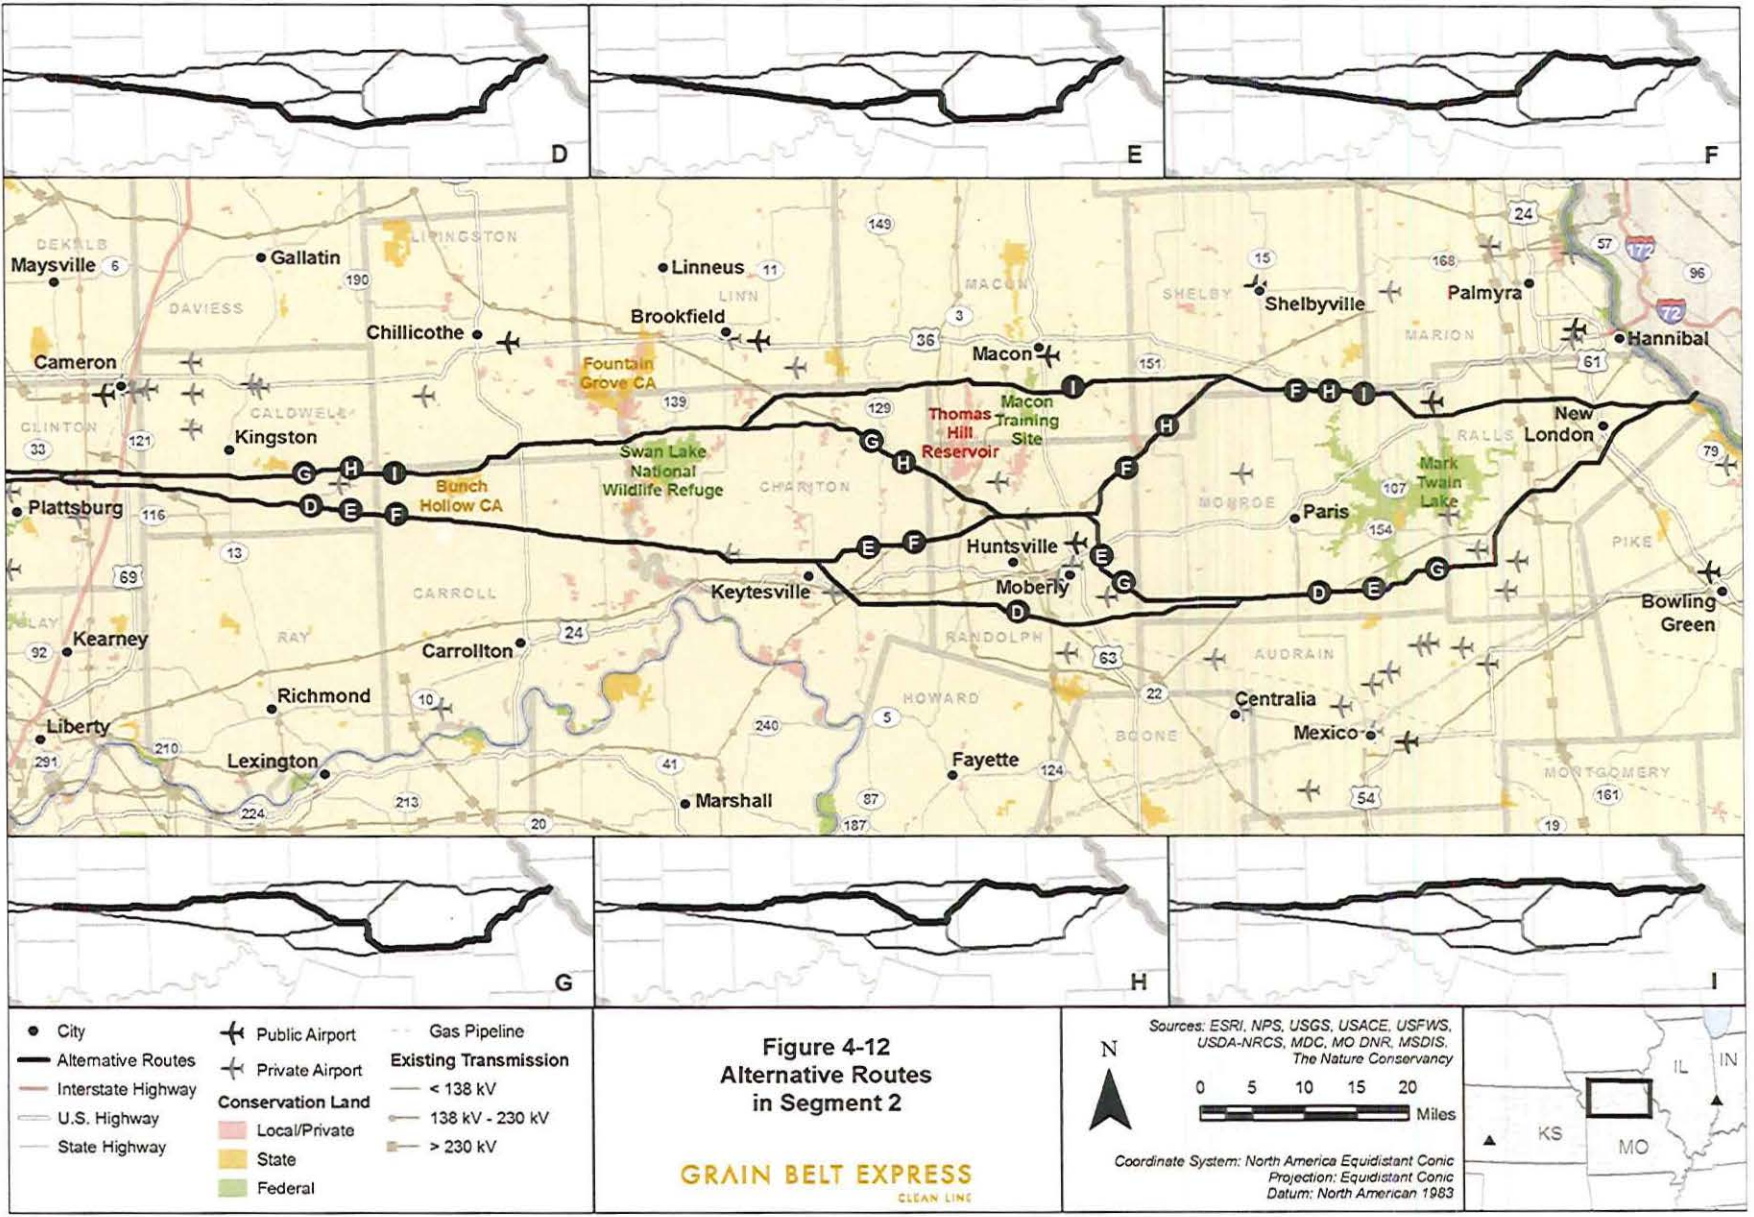 D
E
F
DEKALB
LIVINGSTON
149
24
57
172
Maysville
6
Gallatin
190
Linneus
11
15
168
96
DAVIESS
LINN
MACON
SHELBY
Shelbyville
Palmyra
Brookfield
3
72
Chillicothe
36
MARION
Hannibal
Cameron
Macon
151
61
Fountain
Grove CA
I
CALDWELL
139
129
Thomas
Hill
Reservoir
Macon
Training
Site
F
H
I
New
London
CLINTON
121
Kingston
G
H
RALLS
33
Swan Lake
National
Wildlife Refuge
79
G
H
I
H
F
Mark
Twain
Lake
Bunch
Hollow CA
CHARITON
107
MONROE
Plattsburg
116
D
E
F
Paris
154
13
E
F
Huntsville
E
PIKE
69
G
Moberly
G
Keytesville
D
E
CARROLL
D
Bowling
Green
CLAY
Kearney
RAY
24
RANDOLPH
92
Carrollton
63
AUDRAIN
Richmond
10
HOWARD
22
Centralia
Liberty
5
240
BOONE
Mexico
210
291
Lexington
41
Fayette
124
MONTGOMERY
213
Marshall
87
54
161
224
20
187
19
G
H
I
City
Alternative Routes
Interstate Highway
U.S. Highway
State Highway
Public Airport
Private Airport
Conservation Land
Local/Private
State
Federal
Gas Pipeline
Existing Transmission
< 138 kV
138 kV - 230 kV
> 230 kV
Figure 4-12
Alternative Routes
in Segment 2
GRAIN BELT EXPRESS
CLEAN LINE
Sources: ESRI, NPS, USGS, USACE, USFWS,
USDA-NRCS, MDC, MO DNR, MSDIS,
The Nature Conservancy
N
0 5 10 15 20
Miles
Coordinate System: North America Equidistant Conic
Projection: Equidistant Conic
Datum: North American 1983
IL
IN
KS
MO